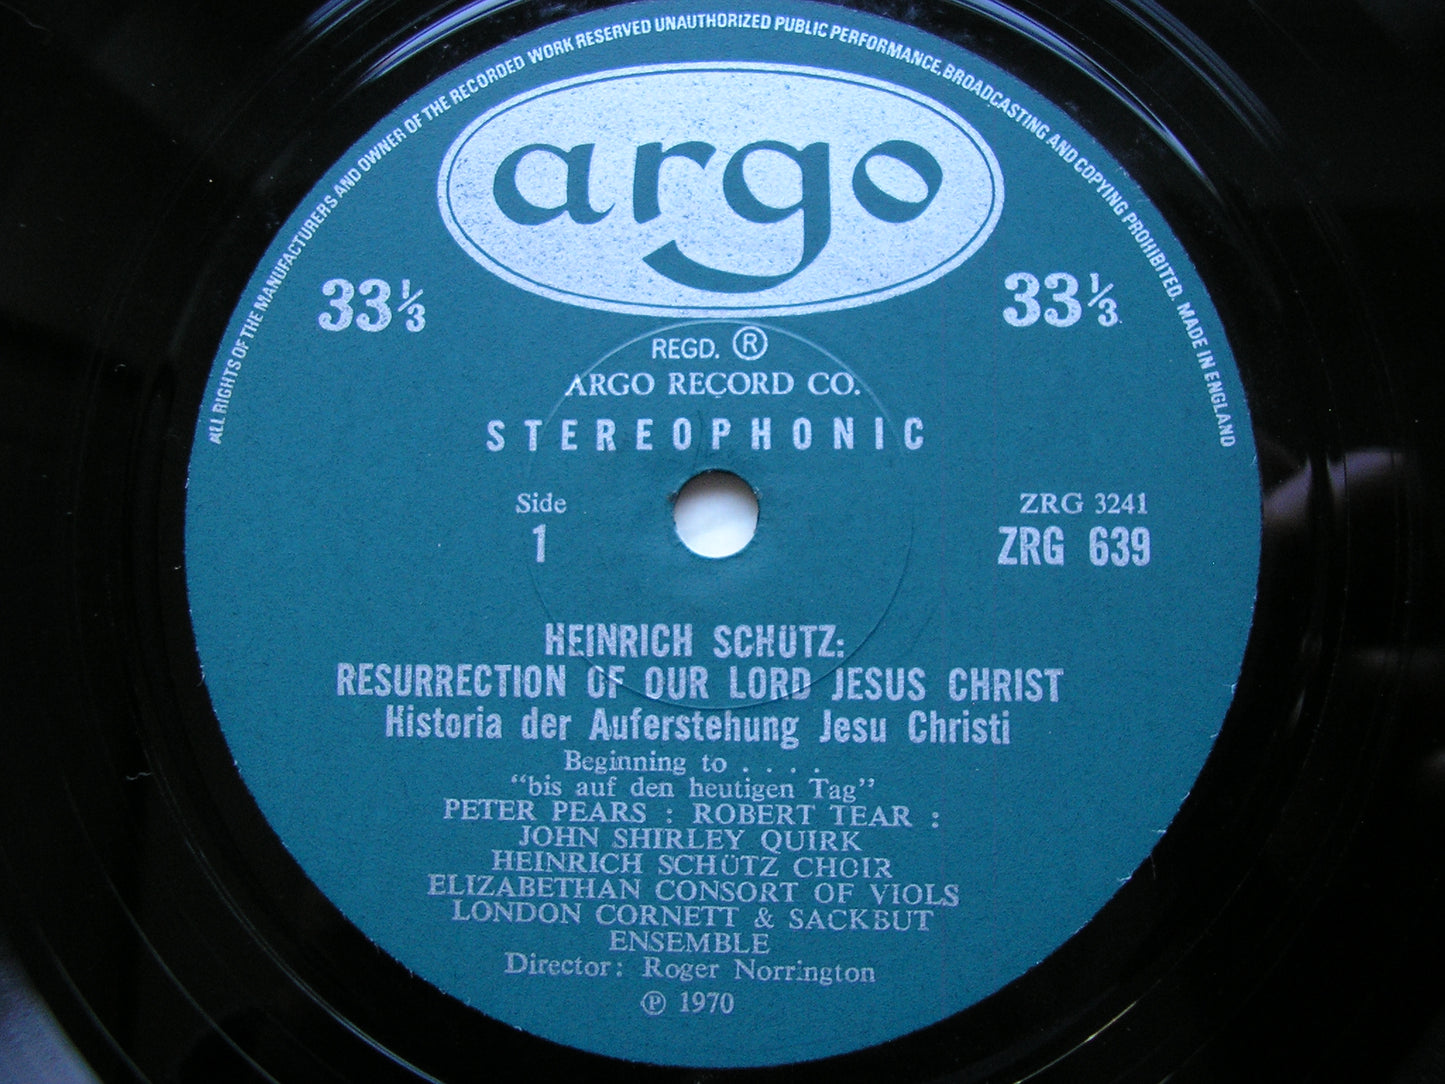 ALL RIGHTS OF THE MANUFACTURERS AND OWNER OF THE RECORDED WORK RESERVED UNAUTHORIZED PUBLIC PERFORMANCE, BROADCASTING AND COPYING PROHIBITED. MADE IN ENGLAND
argo
33⅓ 33⅓
REGD. ®
ARGO RECORD CO.
STEREOPHONIC
Side ZRG 3241
1 ZRG 639
HEINRICH SCHÜTZ:
RESURRECTION OF OUR LORD JESUS CHRIST
Historia der Auferstehung Jesu Christi
Beginning to . . . .
“bis auf den heutigen Tag”
PETER PEARS : ROBERT TEAR :
JOHN SHIRLEY QUIRK
HEINRICH SCHÜTZ CHOIR
ELIZABETHAN CONSORT OF VIOLS
LONDON CORNETT & SACKBUT
ENSEMBLE
Director: Roger Norrington
℗ 1970